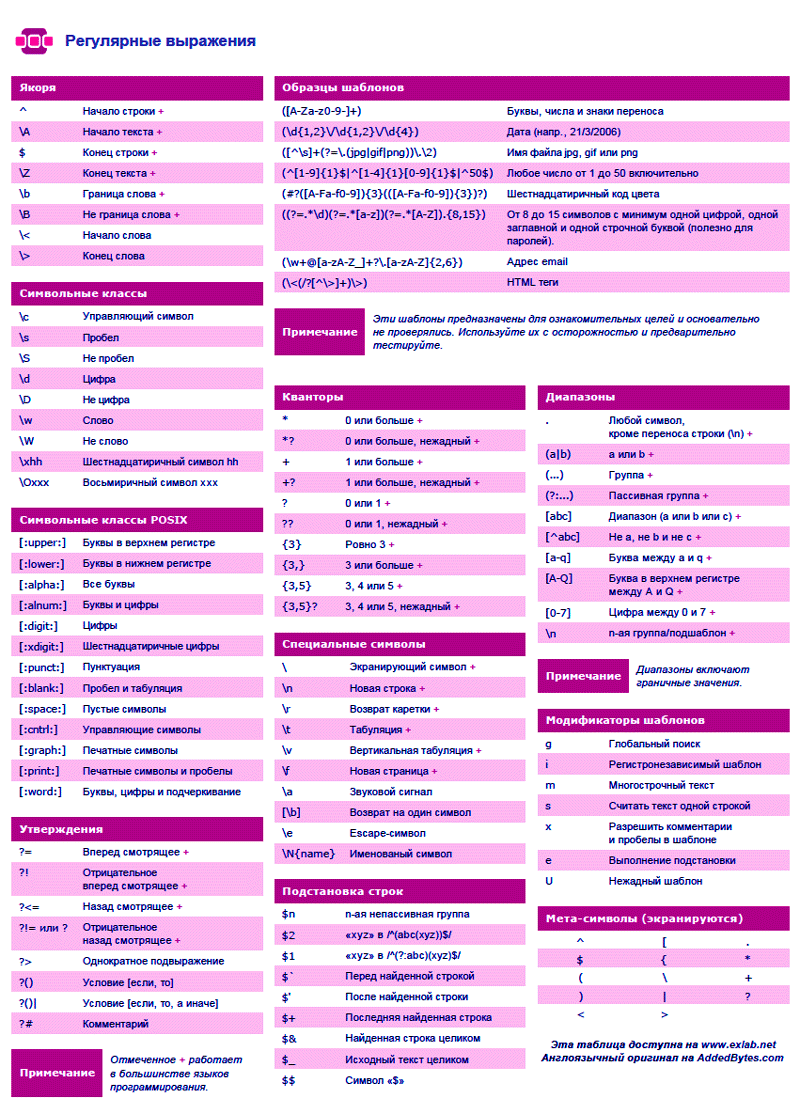 Регулярные выражения
Якоря
^ Начало строки +
\A Начало текста +
$ Конец строки +
\Z Конец текста +
\b Граница слова +
\B Не граница слова +
\< Начало слова
\> Конец слова
Символьные классы
\c Управляющий символ
\s Пробел
\S Не пробел
\d Цифра
\D Не цифра
\w Слово
\W Не слово
\xhh Шестнадцатиричный символ hh
\Oxxx Восьмиричный символ xxx
Символьные классы POSIX
[:upper:] Буквы в верхнем регистре
[:lower:] Буквы в нижнем регистре
[:alpha:] Все буквы
[:alnum:] Буквы и цифры
[:digit:] Цифры
[:xdigit:] Шестнадцатиричные цифры
[:punct:] Пунктуация
[:blank:] Пробел и табуляция
[:space:] Пустые символы
[:cntrl:] Управляющие символы
[:graph:] Печатные символы
[:print:] Печатные символы и пробелы
[:word:] Буквы, цифры и подчеркивание
Утверждения
?= Вперед смотрящее +
?! Отрицательное
вперед смотрящее +
?<= Назад смотрящее +
?!= или ? Отрицательное
назад смотрящее +
?> Однократное подвыражение
?() Условие [если, то]
?()| Условие [если, то, а иначе]
?# Комментарий
Примечание
Отмеченное + работает
в большинстве языков
программирования.
Образцы шаблонов
([A-Za-z0-9-]+) Буквы, числа и знаки переноса
(\d{1,2}\/\d{1,2}\/\d{4}) Дата (напр., 21/3/2006)
([^\s]+(?=\.(jpg|gif|png))\.\2) Имя файла jpg, gif или png
(^[1-9]{1}$|^[1-4]{1}[0-9]{1}$|^50$) Любое число от 1 до 50 включительно
(#?([A-Fa-f0-9]){3}(([A-Fa-f0-9]){3})?) Шестнадцатиричный код цвета
((?=.*\d)(?=.*[a-z])(?=.*[A-Z]).{8,15}) От 8 до 15 символов с минимум одной цифрой, одной
заглавной и одной строчной буквой (полезно для
паролей).
(\w+@[a-zA-Z_]+?\.[a-zA-Z]{2,6}) Адрес email
(\<(/?[^\>]+)\>) HTML теги
Примечание
Эти шаблоны предназначены для ознакомительных целей и основательно
не проверялись. Используйте их с осторожностью и предварительно
тестируйте.
Кванторы
* 0 или больше +
*? 0 или больше, нежадный +
+ 1 или больше +
+? 1 или больше, нежадный +
? 0 или 1 +
?? 0 или 1, нежадный +
{3} Ровно 3 +
{3,} 3 или больше +
{3,5} 3, 4 или 5 +
{3,5}? 3, 4 или 5, нежадный +
Специальные символы
\ Экранирующий символ +
\n Новая строка +
\r Возврат каретки +
\t Табуляция +
\v Вертикальная табуляция +
\f Новая страница +
\a Звуковой сигнал
[\b] Возврат на один символ
\e Escape-символ
\N{name} Именованый символ
Подстановка строк
$n n-ая непассивная группа
$2 «xyz» в /^(abc(xyz))$/
$1 «xyz» в /^(?:abc)(xyz)$/
$` Перед найденной строкой
$' После найденной строки
$+ Последняя найденная строка
$& Найденная строка целиком
$_ Исходный текст целиком
$$ Символ «$»
Диапазоны
. Любой символ,
кроме переноса строки (\n) +
(a|b) a или b +
(...) Группа +
(?:...) Пассивная группа +
[abc] Диапазон (a или b или c) +
[^abc] Не a, не b и не c +
[a-q] Буква между a и q +
[A-Q] Буква в верхнем регистре
между A и Q +
[0-7] Цифра между 0 и 7 +
\n n-ая группа/подшаблон +
Примечание
Диапазоны включают
граничные значения.
Модификаторы шаблонов
g Глобальный поиск
i Регистронезависимый шаблон
m Многострочный текст
s Считать текст одной строкой
x Разрешить комментарии
и пробелы в шаблоне
e Выполнение подстановки
U Нежадный шаблон
Мета-символы (экранируются)
^ [ .
$ { *
( \ +
) | ?
< >
Эта таблица доступна на www.exlab.net
Англоязычный оригинал на AddedBytes.com